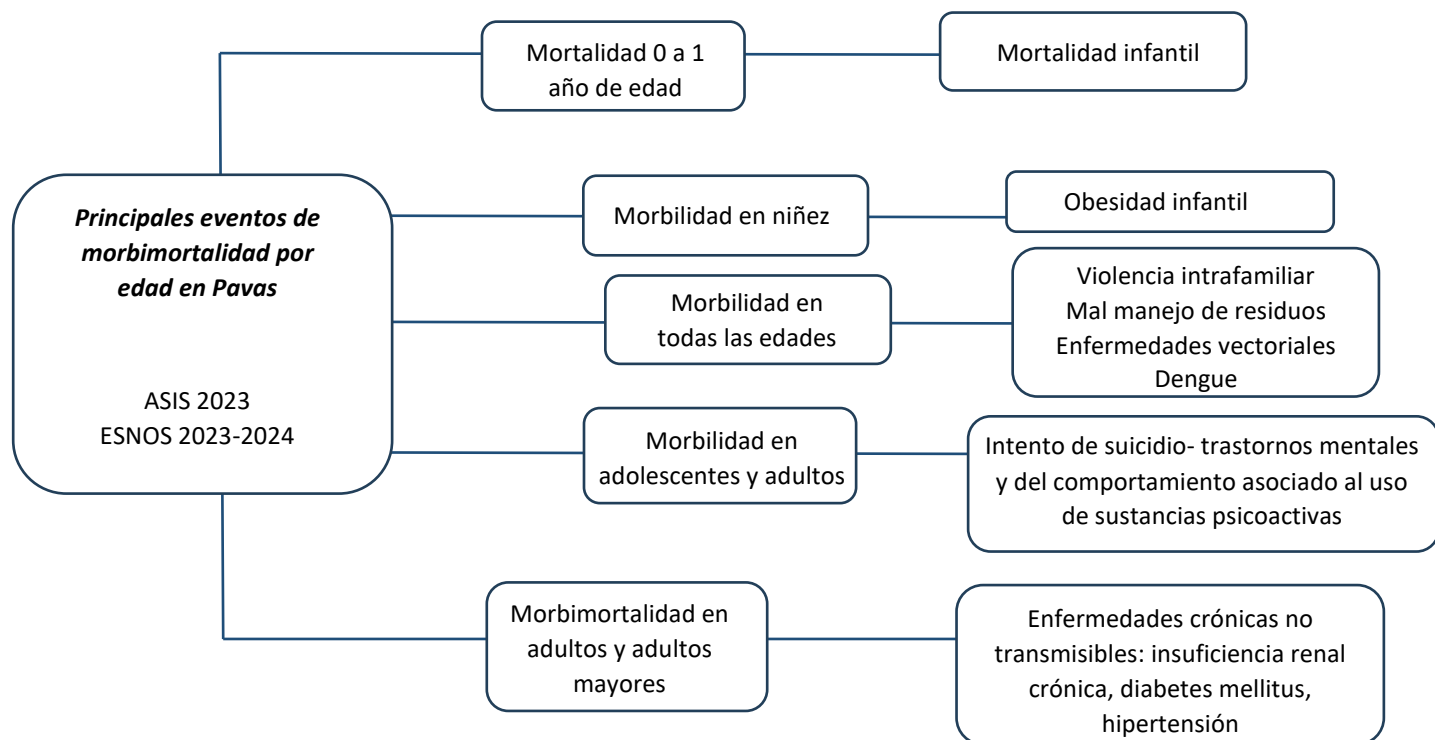 Principales eventos de
morbimortalidad por
edad en Pavas
ASIS 2023
ESNOS 2023-2024
Mortalidad 0 a 1
año de edad
Mortalidad infantil
Morbilidad en niñez
Obesidad infantil
Morbilidad en
todas las edades
Violencia intrafamiliar
Mal manejo de residuos
Enfermedades vectoriales
Dengue
Morbilidad en
adolescentes y adultos
Intento de suicidio- trastornos mentales
y del comportamiento asociado al uso
de sustancias psicoactivas
Morbimortalidad en
adultos y adultos
mayores
Enfermedades crónicas no
transmisibles: insuficiencia renal
crónica, diabetes mellitus,
hipertensión